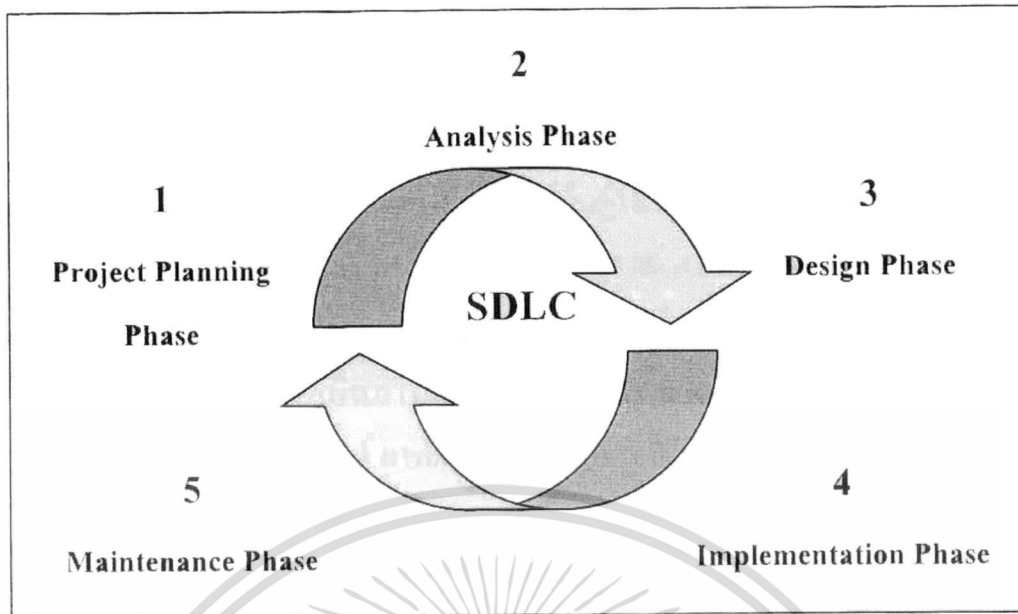 2
Analysis Phase
1
Project Planning
Phase
3
Design Phase
SDLC
5
Maintenance Phase
4
Implementation Phase